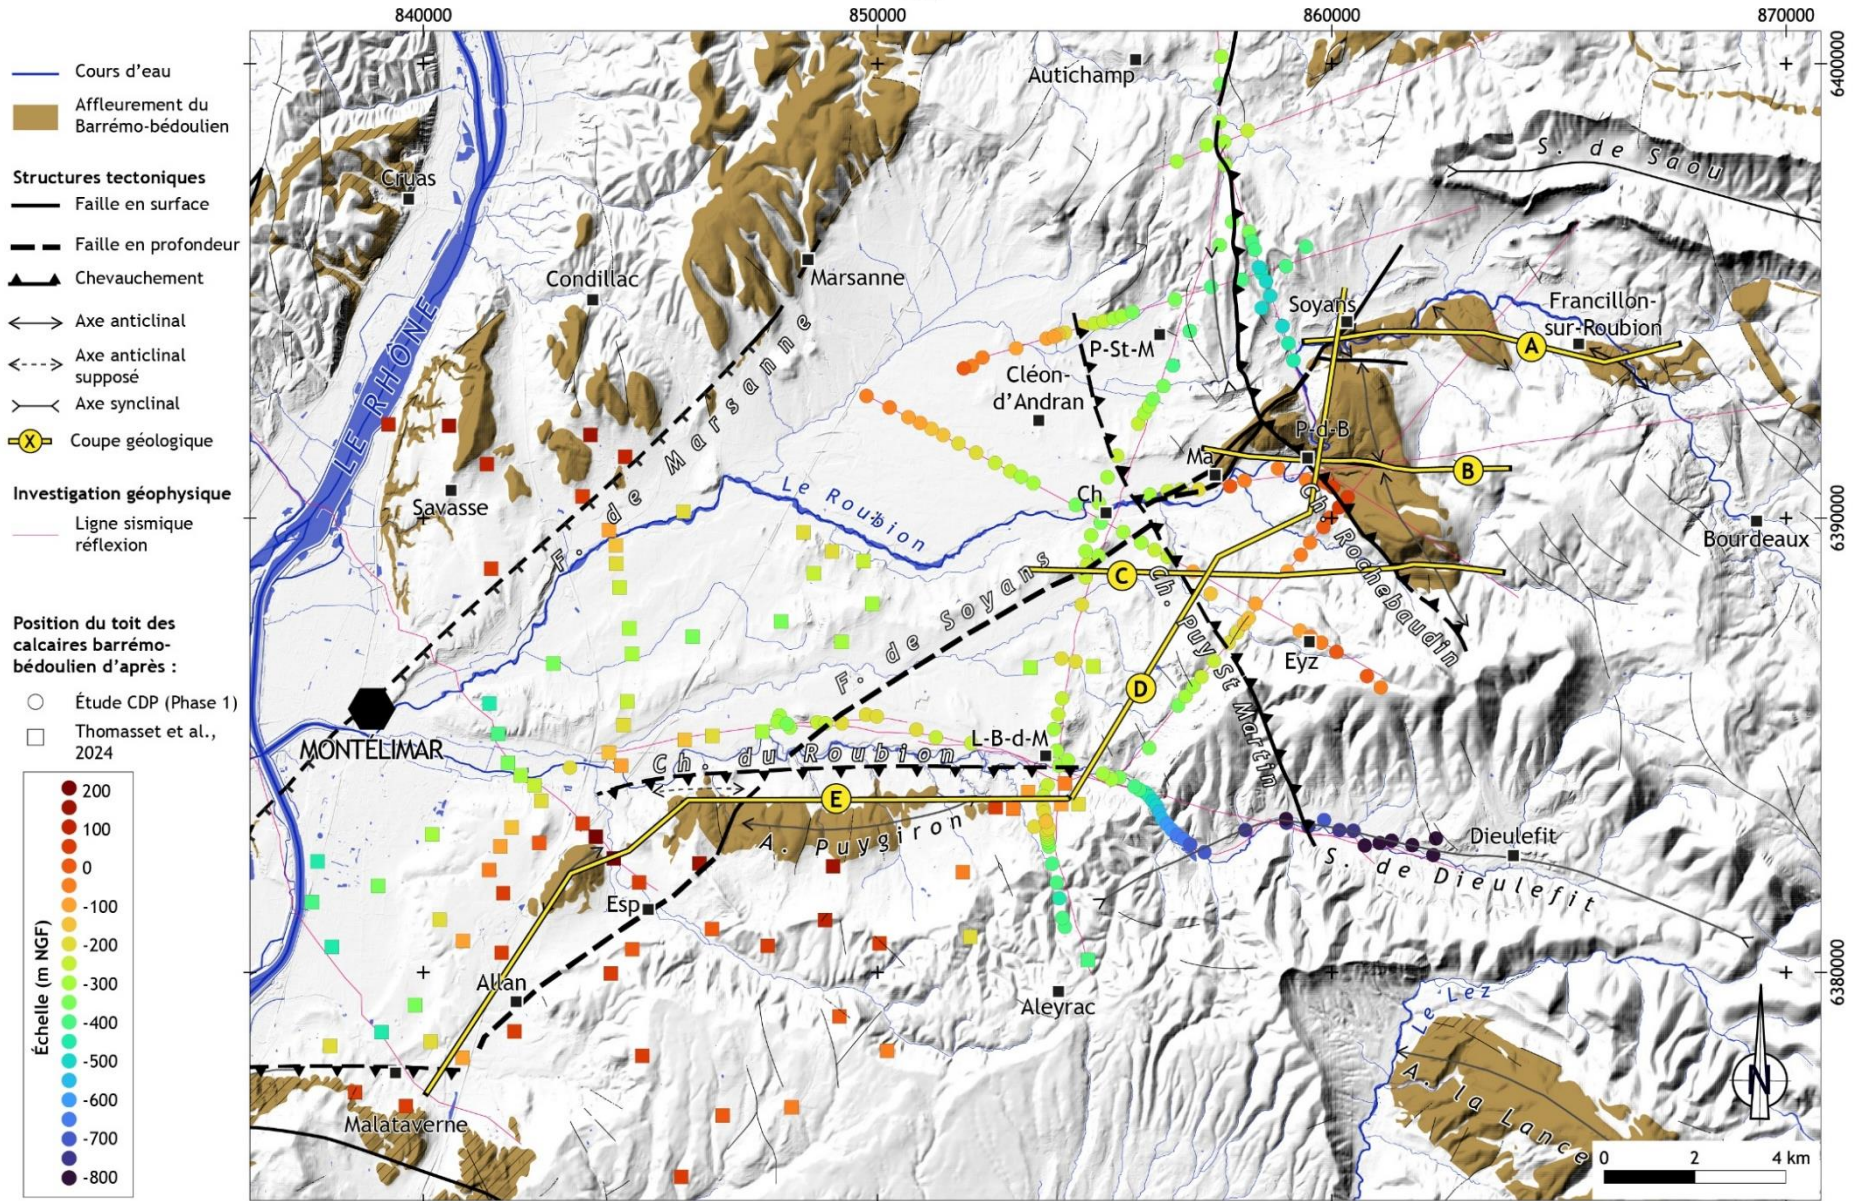 840000
850000
860000
870000
6400000
6390000
6380000
Cours d'eau
Affleurement du
Barrémo-bédoulien
Structures tectoniques
Faille en surface
Faille en profondeur
Chevauchement
Axe anticlinal
Axe anticlinal
supposé
Axe synclinal
X
Coupe géologique
Investigation géophysique
Ligne sismique
réflexion
Position du toit des
calcaires barrémo-
bédoulien d'après :
Étude CDP (Phase 1)
Thomasset et al.,
2024
Échelle (m NGF)
200
100
0
-100
-200
-300
-400
-500
-600
-700
-800
Autichamp
S. de Saou
Cruas
Marsanne
Condillac
LE RHÔNE
Soyans
Francillon-
sur-Roubion
A
P-St-M
Cléon-
d'Andran
F. de Marsanne
P-d-B
Ma
B
Savasse
Le Roubion
Ch
Bourdeaux
Ch. Rochebaudin
C
F. de Soyans
Ch. Puy St Martin
Eyz
D
MONTELIMAR
L-B-d-M
Ch. du Roubion
E
A. Puygiron
Dieulefit
S. de Dieulefit
Esp
Allan
Aleyrac
Le Lez
A. la Lance
Malataverne
N
0
2
4 km